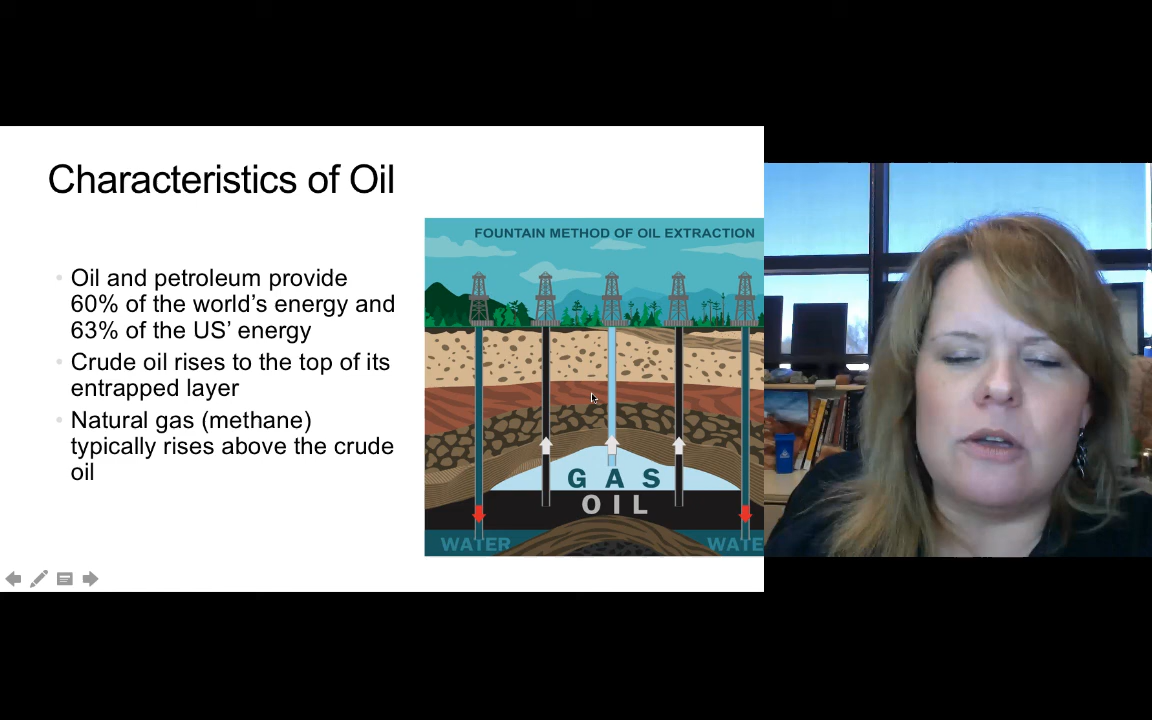 Characteristics of Oil
Oil and petroleum provide
60% of the world's energy and
63% of the US' energy
Crude oil rises to the top of its
entrapped layer
Natural gas (methane)
typically rises above the crude
oil
FOUNTAIN METHOD OF OIL EXTRACTION
GAS
OIL
WATER
WATE